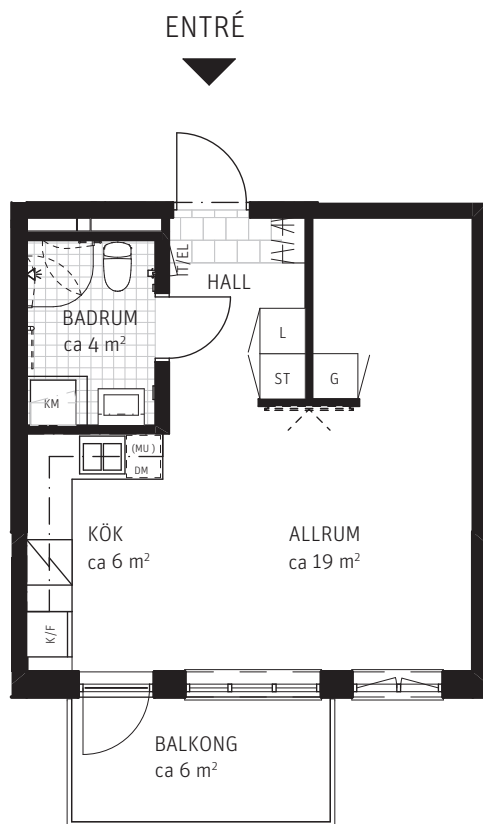 ENTRÉ
IT/EL
HALL
BADRUM
ca 4 m²
L
ST
G
KM
(MU)
DM
KÖK
ca 6 m²
ALLRUM
ca 19 m²
K/F
BALKONG
ca 6 m²